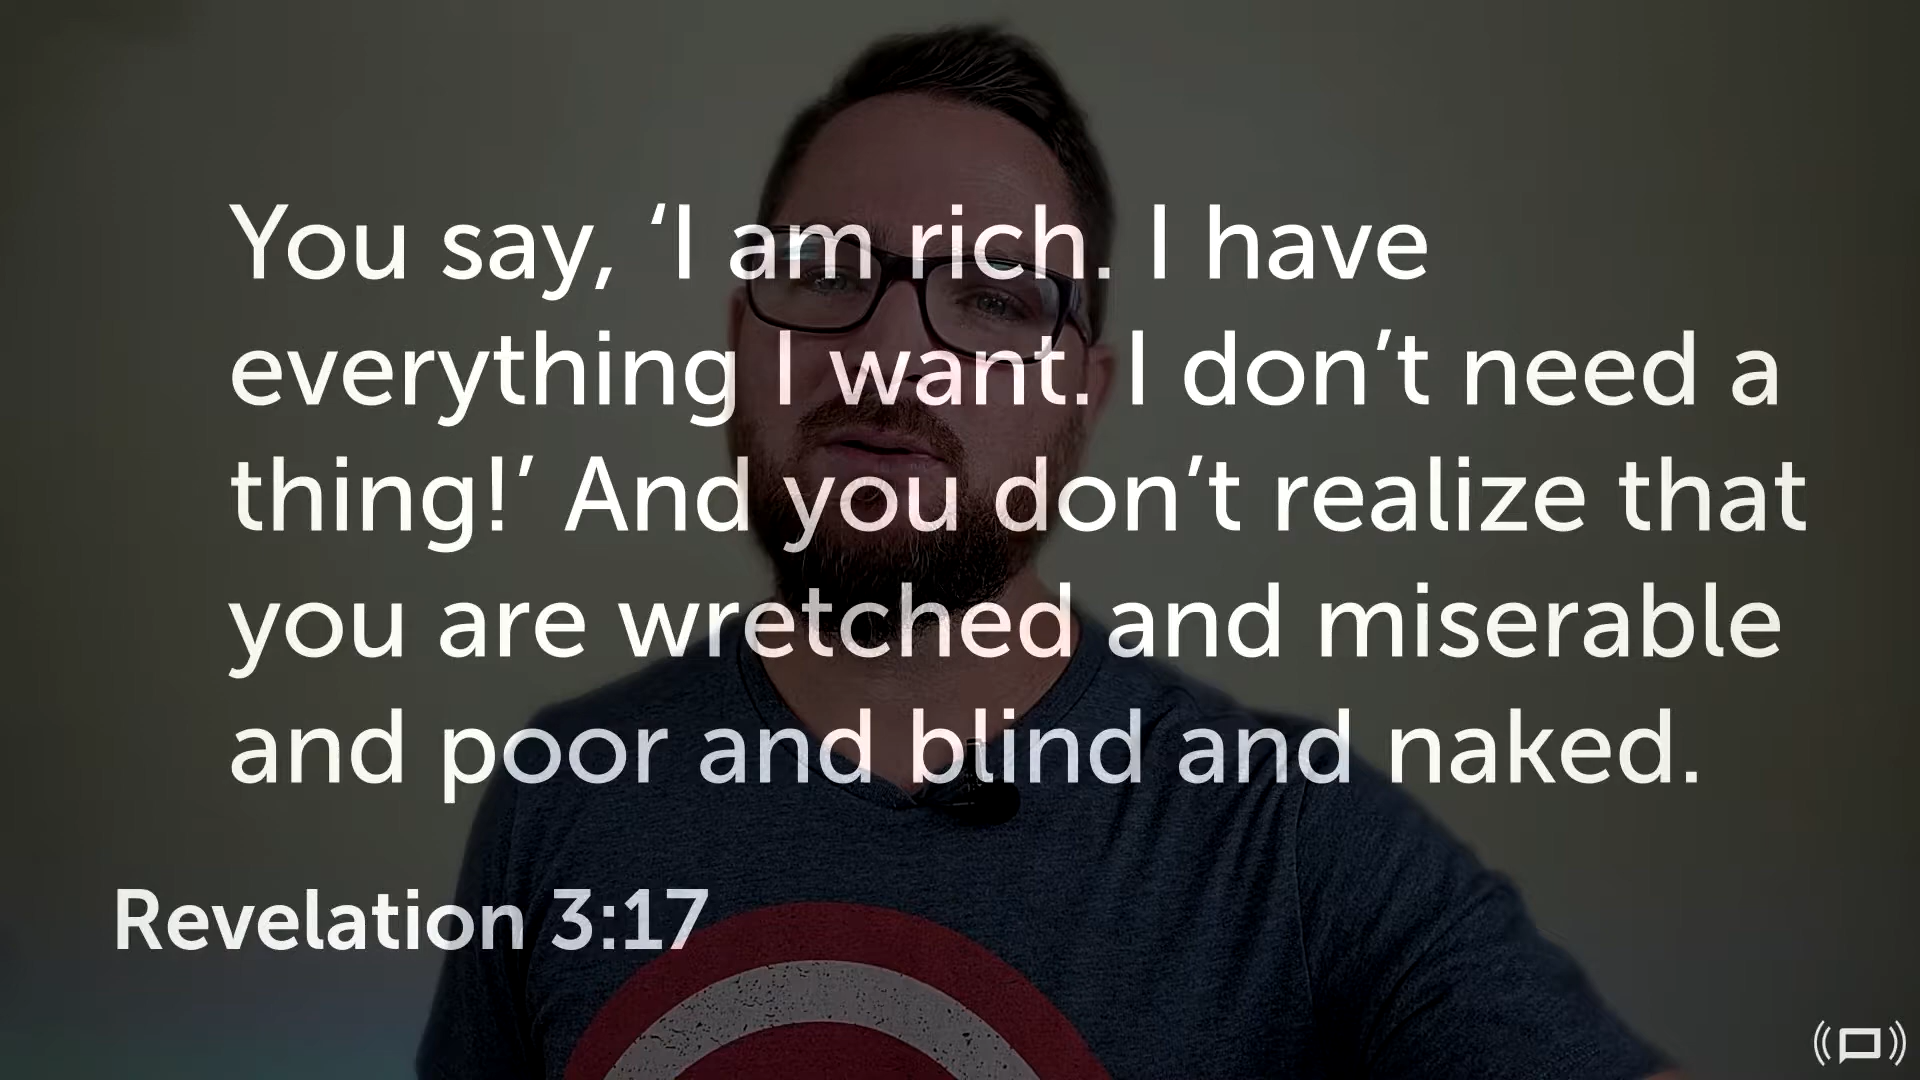 You say, ‘I am rich. I have
everything I want. I don’t need a
thing!’ And you don’t realize that
you are wretched and miserable
and poor and blind and naked.
Revelation 3:17